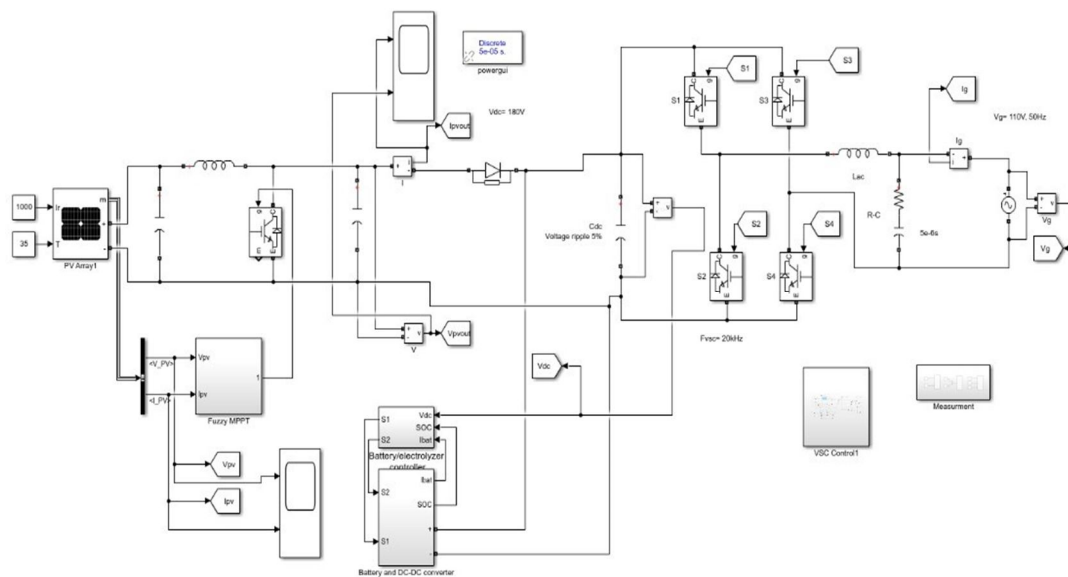 Discrete
5e-05 s.
powergui
Vdc= 180V
Ipvout
I
1000
Ir
35
T
m
+
-
PV Array1
g
C
E
S1
S1
g
C
E
S3
S3
g
C
E
Ig
Ig
Vg= 110V, 50Hz
Lac
R-C
5e-6s
Vg
Vg
Cdc
Voltage ripple 5%
S2
S2
g
C
E
S4
S4
g
C
E
Fvsc= 20kHz
V
Vpvout
<V_PV>
<I_PV>
Vpv
Ipv
Fuzzy MPPT
Vpv
Ipv
Vdc
S1
S2
Vdc
SOC
Ibat
Battery/electrolyzer
controller
S2
S1
Ibat
SOC
+
-
Battery and DC-DC converter
VSC Control1
Measurment